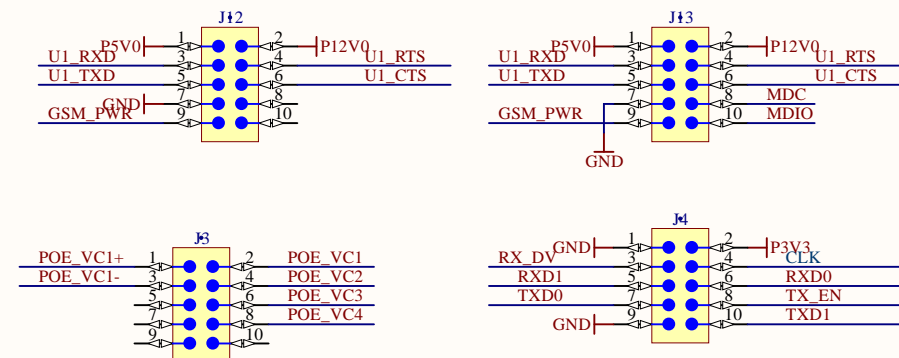 J12
P5V0 1 2 P12V0
U1_RXD 3 4 U1_RTS
U1_TXD 5 6 U1_CTS
GND 7 8
GSM_PWR 9 10
J13
P5V0 1 2 P12V0
U1_RXD 3 4 U1_RTS
U1_TXD 5 6 U1_CTS
7 8 MDC
GSM_PWR 9 10 MDIO
GND
J3
POE_VC1+ 1 2 POE_VC1
POE_VC1- 3 4 POE_VC2
5 6 POE_VC3
7 8 POE_VC4
9 10
J4
GND 1 2 P3V3
RX_DV 3 4 CLK
RXD1 5 6 RXD0
TXD0 7 8 TX_EN
GND 9 10 TXD1